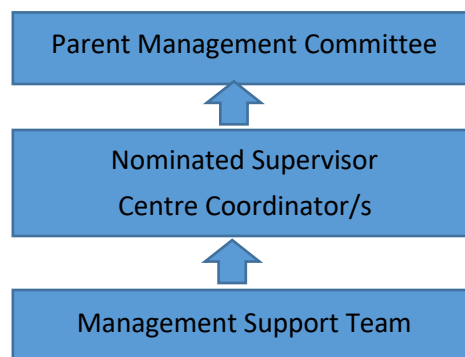 Parent Management Committee
Nominated Supervisor
Centre Coordinator/s
Management Support Team